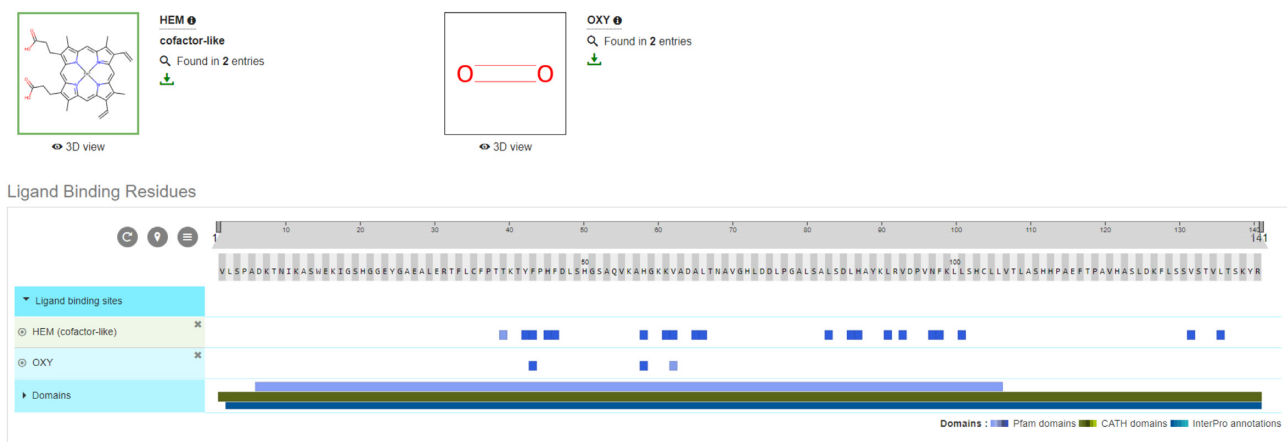 HEM
cofactor-like
Found in 2 entries
3D view
OXY
Found in 2 entries
3D view
O O
Ligand Binding Residues
10 20 30 40 50 60 70 80 90 100 110 120 130 140
1 141
50 100
VLSPADKTNIKASWEKIGSHGGEYGAEALERTFLCFPTTKTYFPHFDLSHGSAQVKAHGKKVADALTNAVGHLDDLPGALSALSDLHAYKLRVDPVNFKLLSHCLLVTLASHHPAEFTPAVHASLDKFLSSVSTVLTSKYR
Ligand binding sites
HEM (cofactor-like)
OXY
Domains
Domains : Pfam domains CATH domains InterPro annotations